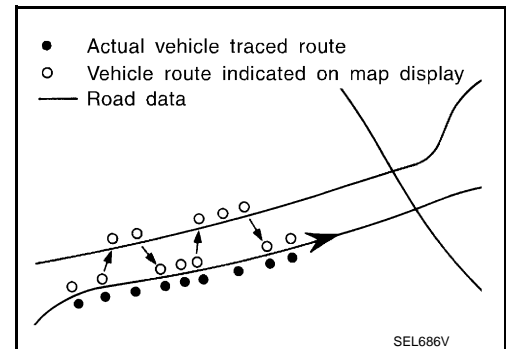 Actual vehicle traced route
Vehicle route indicated on map display
Road data
SEL686V